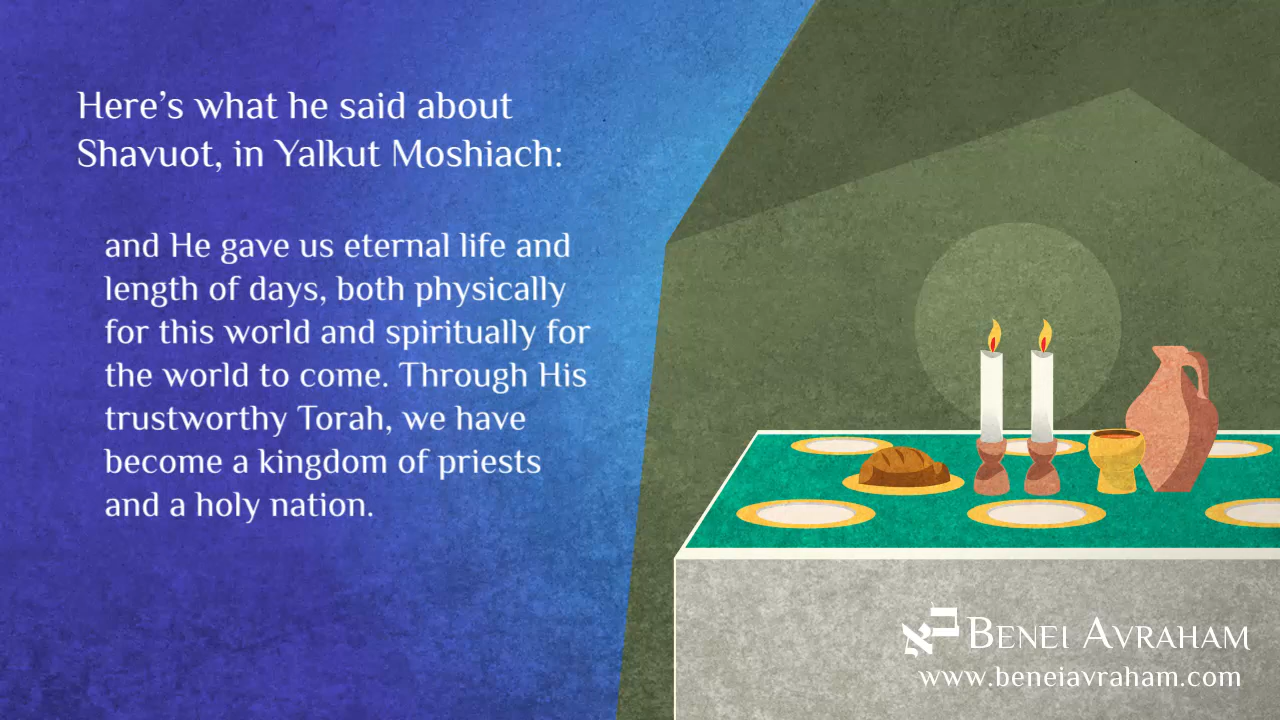 Here’s what he said about
Shavuot, in Yalkut Moshiach:
and He gave us eternal life and
length of days, both physically
for this world and spiritually for
the world to come. Through His
trustworthy Torah, we have
become a kingdom of priests
and a holy nation.
אב
Benei Avraham
www.beneiavraham.com